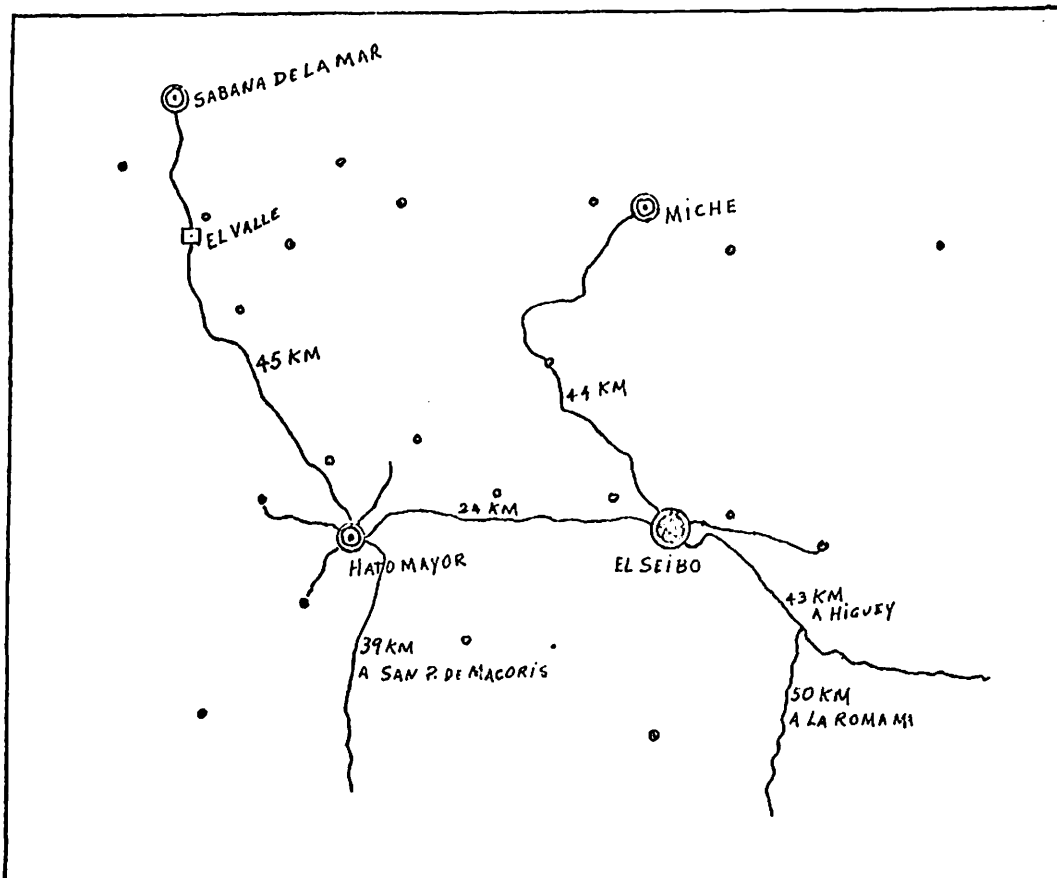 SABANA DE LA MAR
EL VALLE
MiCHE
45 KM
44 KM
24 KM
HATO MAYOR
EL SEiBO
43 KM
A HiGUEY
39 KM
A SAN P. DE MACORiS
50 KM
A LA ROMAMI